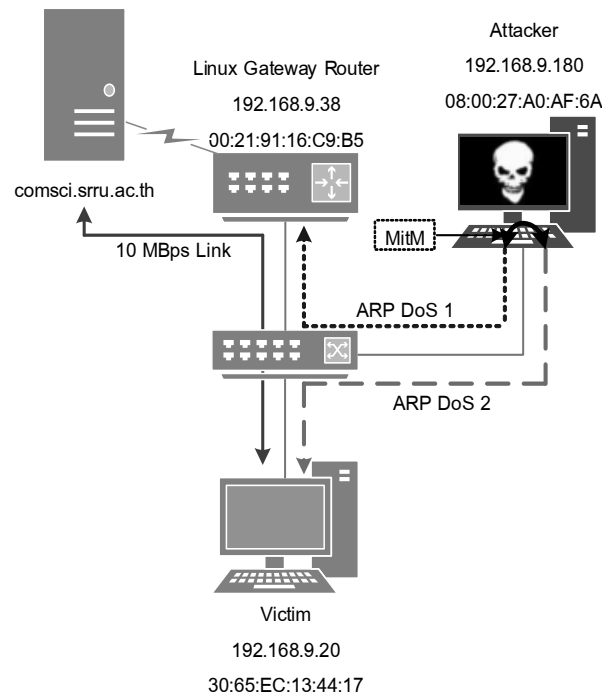 Attacker
192.168.9.180
08:00:27:A0:AF:6A
Linux Gateway Router
192.168.9.38
00:21:91:16:C9:B5
comsci.srru.ac.th
10 MBps Link
MitM
ARP DoS 1
ARP DoS 2
Victim
192.168.9.20
30:65:EC:13:44:17